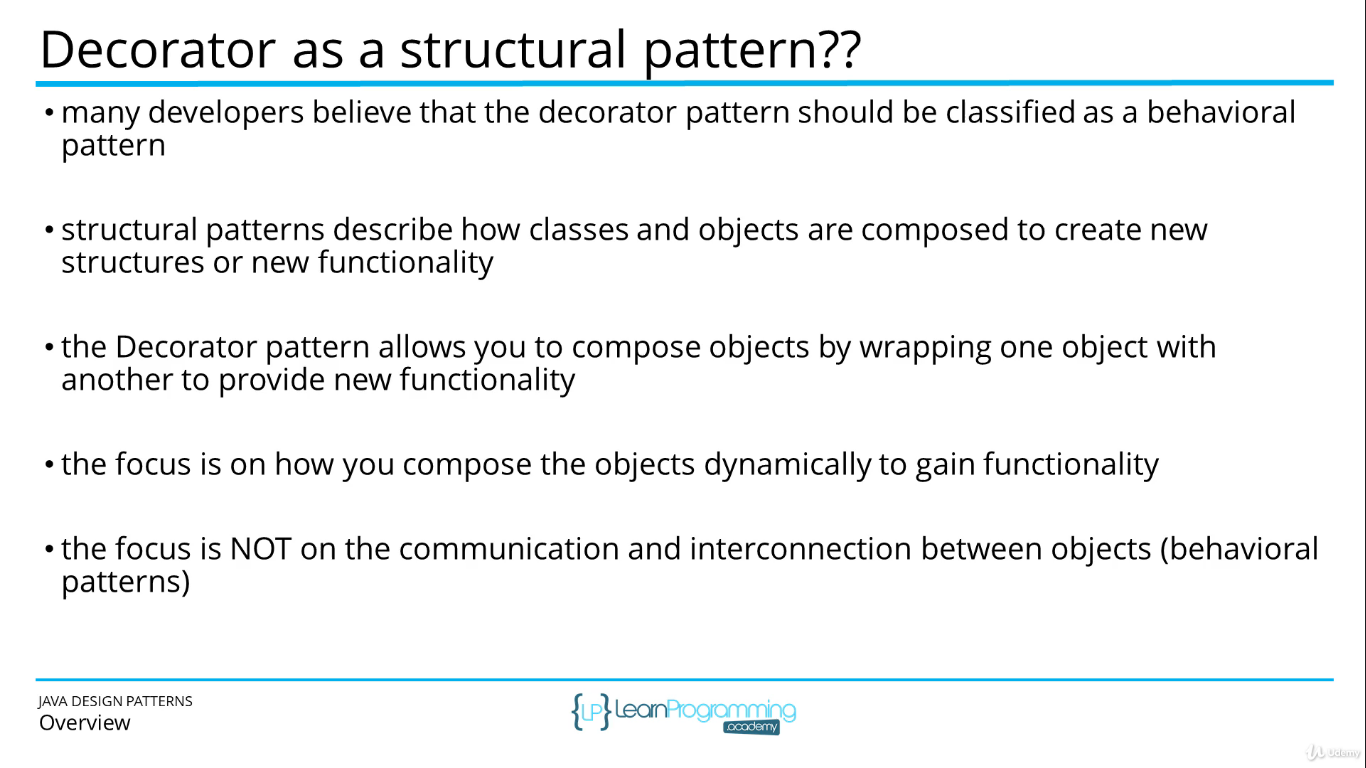 Decorator as a structural pattern??
• many developers believe that the decorator pattern should be classified as a behavioral
pattern
• structural patterns describe how classes and objects are composed to create new
structures or new functionality
• the Decorator pattern allows you to compose objects by wrapping one object with
another to provide new functionality
• the focus is on how you compose the objects dynamically to gain functionality
• the focus is NOT on the communication and interconnection between objects (behavioral
patterns)
JAVA DESIGN PATTERNS
Overview
{LP} LearnProgramming
.academy
Udemy